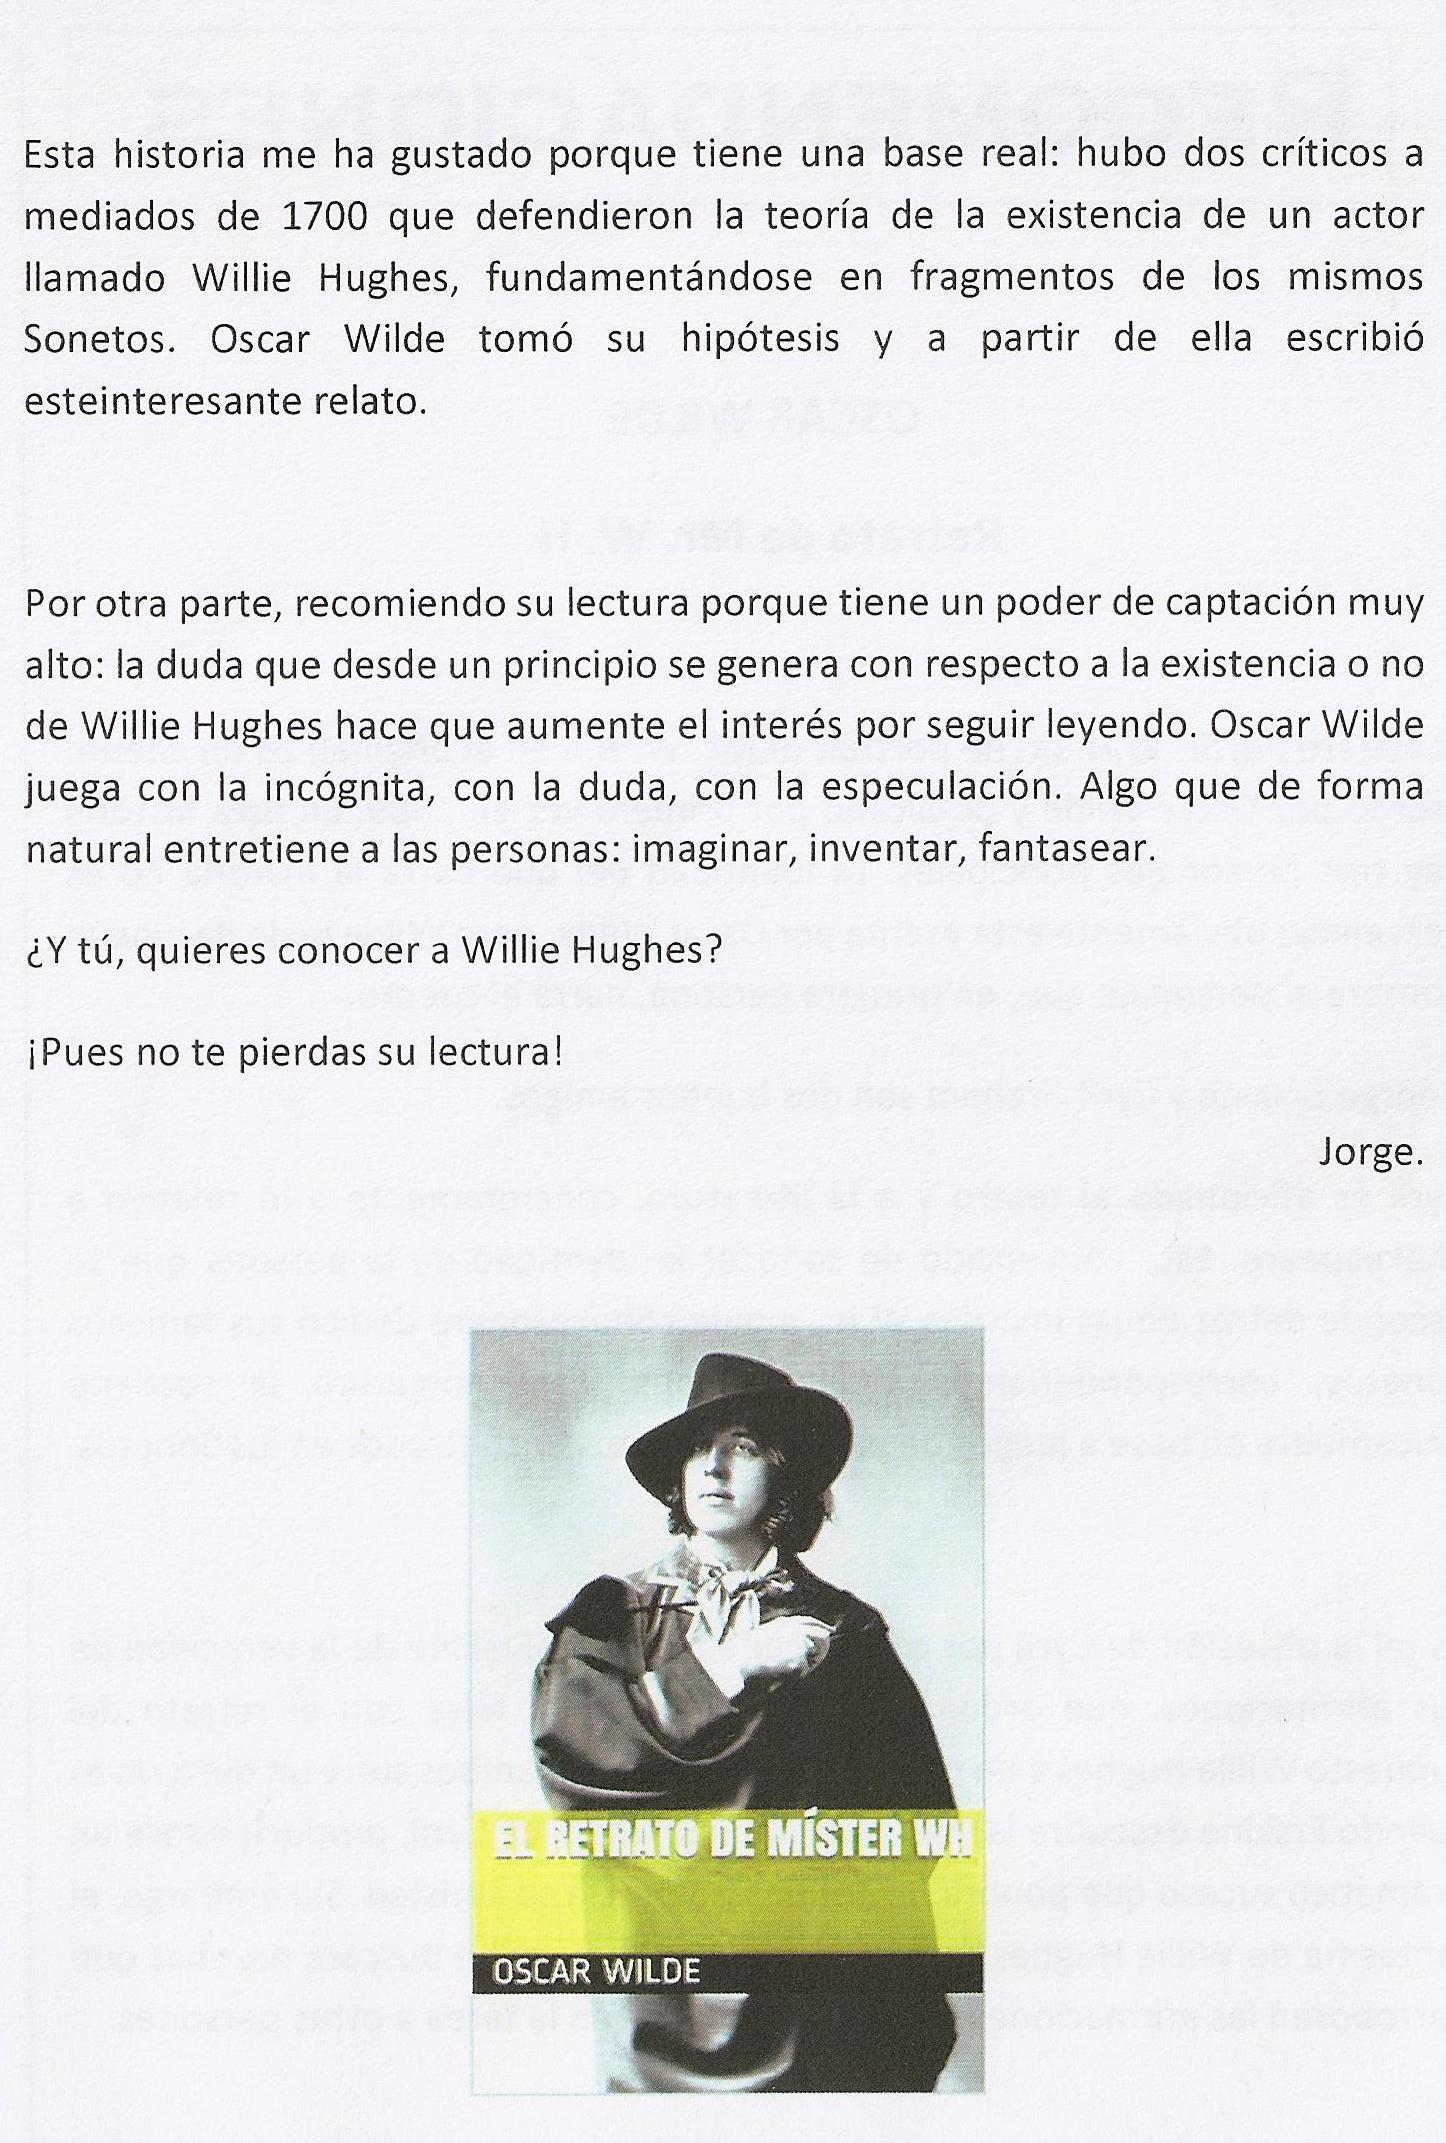 Esta historia me ha gustado porque tiene una base real: hubo dos críticos a
mediados de 1700 que defendieron la teoría de la existencia de un actor
llamado Willie Hughes, fundamentándose en fragmentos de los mismos
Sonetos. Oscar Wilde tomó su hipótesis y a partir de ella escribió
esteinteresante relato.
Por otra parte, recomiendo su lectura porque tiene un poder de captación muy
alto: la duda que desde un principio se genera con respecto a la existencia o no
de Willie Hughes hace que aumente el interés por seguir leyendo. Oscar Wilde
juega con la incógnita, con la duda, con la especulación. Algo que de forma
natural entretiene a las personas: imaginar, inventar, fantasear.
¿Y tú, quieres conocer a Willie Hughes?
¡Pues no te pierdas su lectura!
Jorge.
EL RETRATO DE MÍSTER WH
OSCAR WILDE